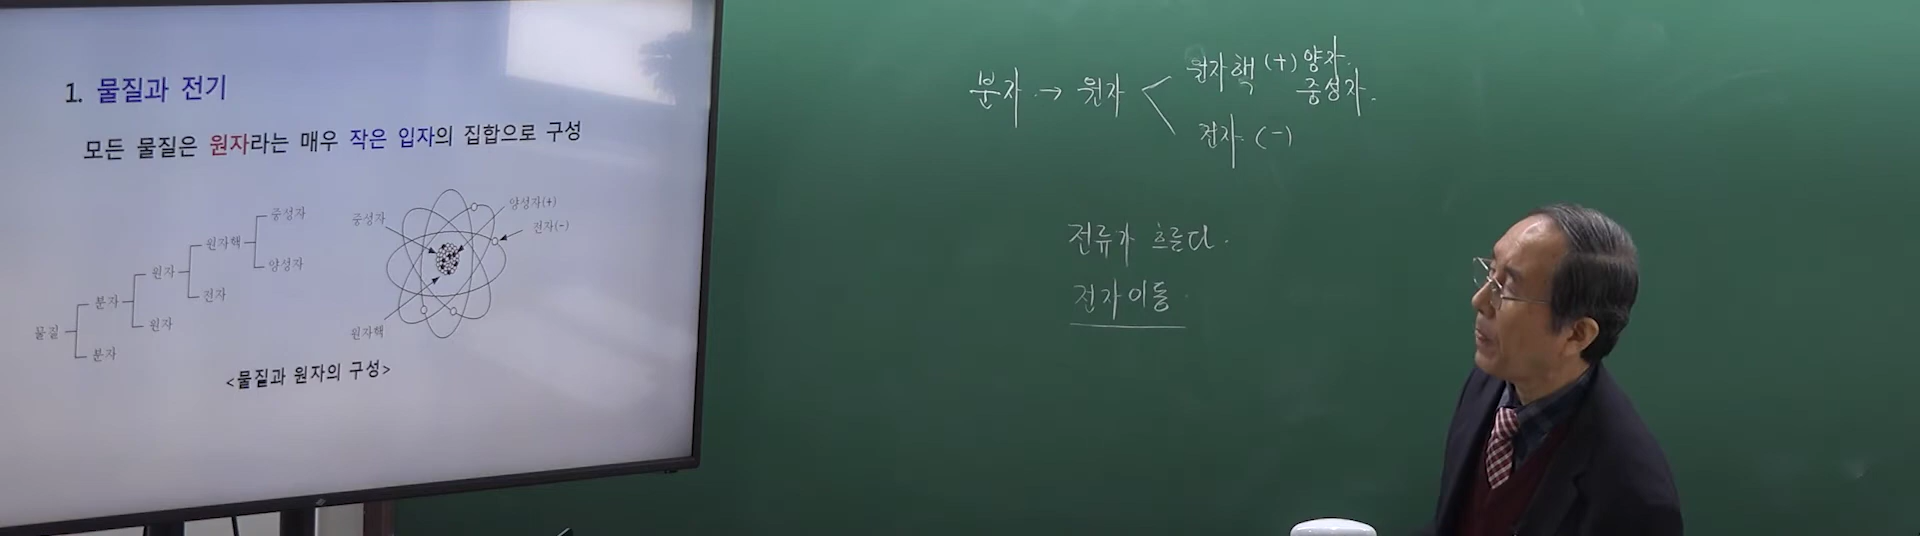 1. 물질과 전기
모든 물질은 원자라는 매우 작은 입자의 집합으로 구성
물질
분자
분자
원자
원자
원자핵
전자
중성자
양성자
중성자
양성자(+)
전자(-)
원자핵
<물질과 원자의 구성>
분자 → 원자
원자핵 (+) 양자.
중성자.
전자 (-)
전류가 흐른다.
전자이동